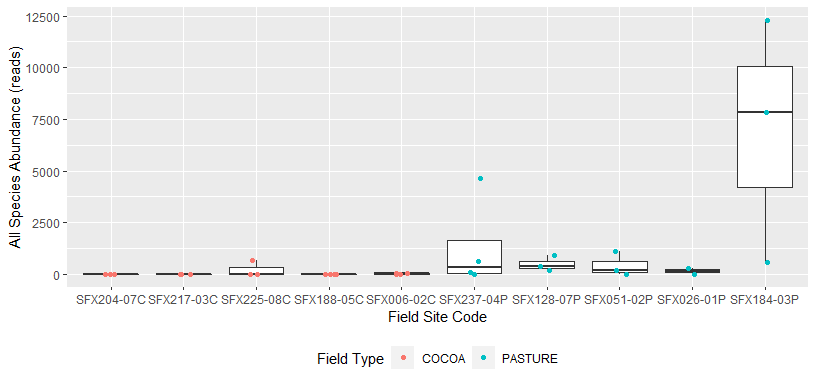 All Species Abundance (reads)
12500
10000
7500
5000
2500
0
SFX204-07C SFX217-03C SFX225-08C SFX188-05C SFX006-02C SFX237-04P SFX128-07P SFX051-02P SFX026-01P SFX184-03P
Field Site Code
Field Type COCOA PASTURE